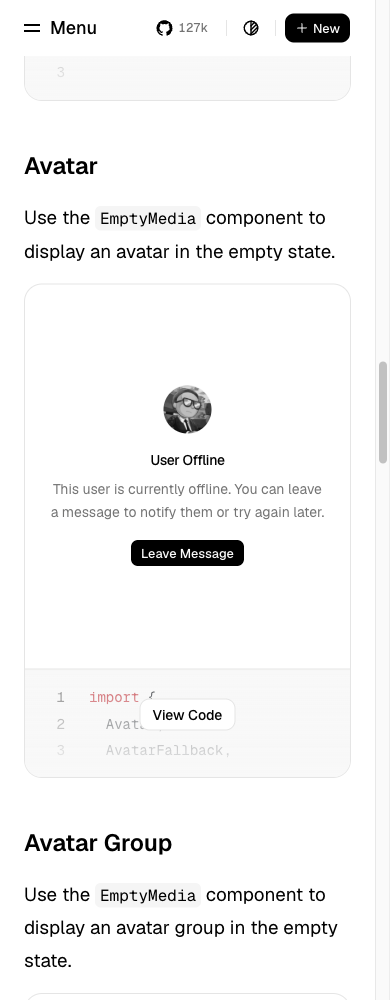 Menu
127k
+ New
3
Avatar
Use the EmptyMedia component to
display an avatar in the empty state.
User Offline
This user is currently offline. You can leave
a message to notify them or try again later.
Leave Message
1 import {
2
View Code
3 AvatarFallback,
Avatar Group
Use the EmptyMedia component to
display an avatar group in the empty
state.